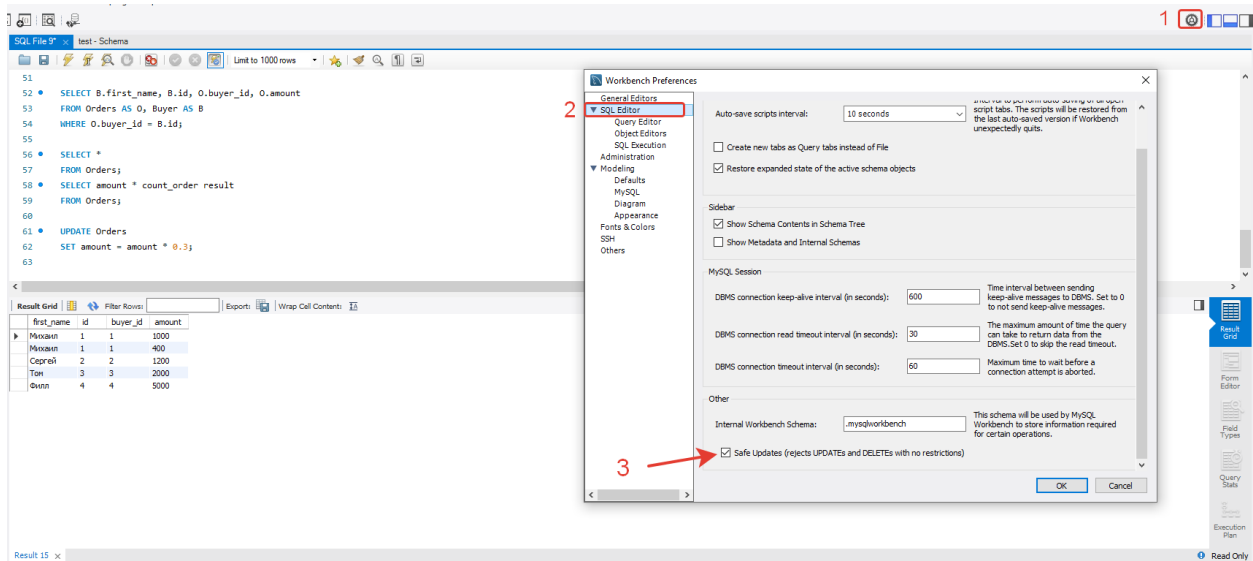 1
SQL File 9* × test - Schema
Limit to 1000 rows
51
52 SELECT B.first_name, B.id, O.buyer_id, O.amount
53 FROM Orders AS O, Buyer AS B
54 WHERE O.buyer_id = B.id;
55
56 SELECT *
57 FROM Orders;
58 SELECT amount * count_order result
59 FROM Orders;
60
61 UPDATE Orders
62 SET amount = amount * 0.3;
63
Result Grid Filter Rows: Export: Wrap Cell Content:
first_name id buyer_id amount
Михаил 1 1 1000
Михаил 1 1 400
Сергей 2 2 1200
Том 3 3 2000
Филл 4 4 5000
Result 15 ×
Workbench Preferences
2
General Editors
SQL Editor
Query Editor
Object Editors
SQL Execution
Administration
Modeling
Defaults
MySQL
Diagram
Appearance
Fonts & Colors
SSH
Others
Auto-save scripts interval: 10 seconds
script tabs. The scripts will be restored from
the last auto-saved version if Workbench
unexpectedly quits.
Create new tabs as Query tabs instead of File
Restore expanded state of the active schema objects
Sidebar
Show Schema Contents in Schema Tree
Show Metadata and Internal Schemas
MySQL Session
DBMS connection keep-alive interval (in seconds): 600
Time interval between sending
keep-alive messages to DBMS. Set to 0
to not send keep-alive messages.
DBMS connection read timeout interval (in seconds): 30
The maximum amount of time the query
can take to return data from the
DBMS.Set 0 to skip the read timeout.
DBMS connection timeout interval (in seconds): 60
Maximum time to wait before a
connection attempt is aborted.
Other
Internal Workbench Schema: .mysqlworkbench
This schema will be used by MySQL
Workbench to store information required
for certain operations.
3
Safe Updates (rejects UPDATEs and DELETEs with no restrictions)
OK Cancel
Result
Grid
Form
Editor
Field
Types
Query
Stats
Execution
Plan
Read Only